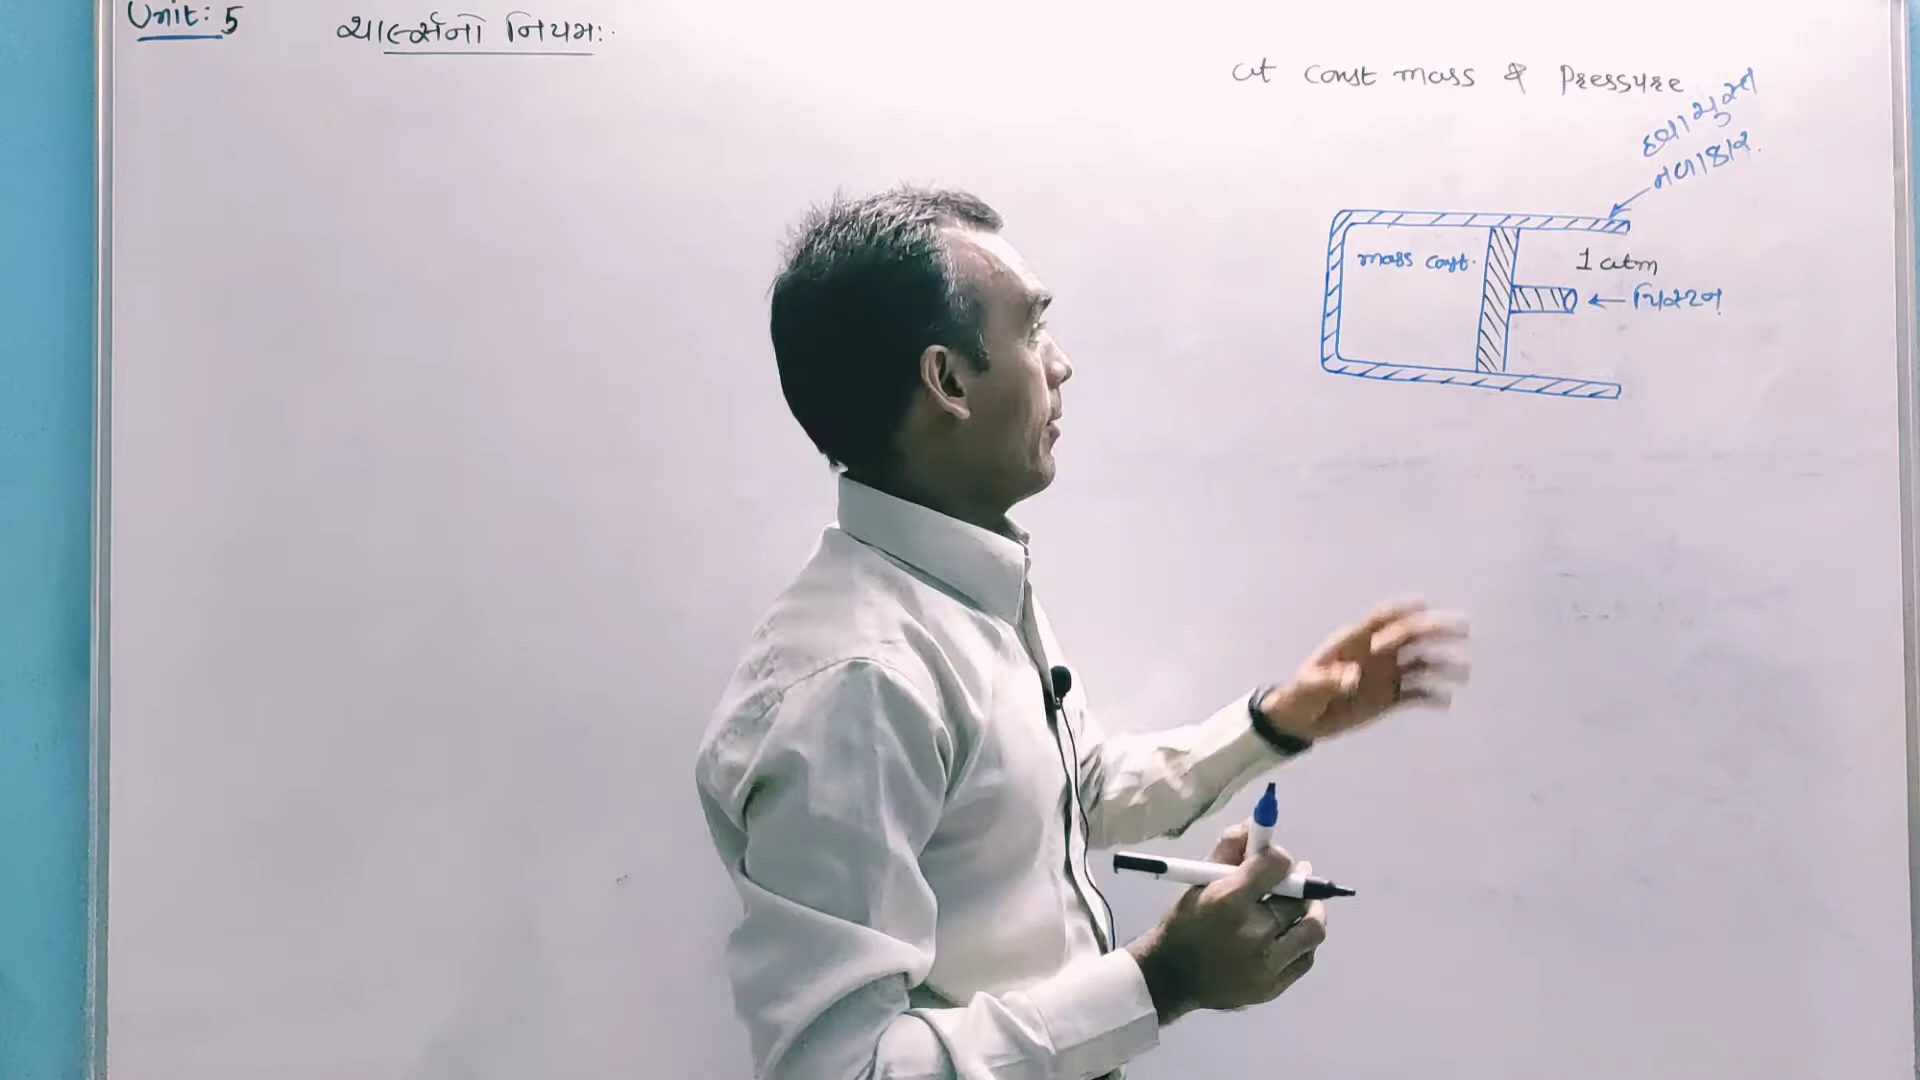 Unit: 5
ચાર્લ્સનો નિયમ:
at const mass & Pressure
હવાચુસ્ત
નળાકાર.
mass const.
1 atm
પિસ્ટન